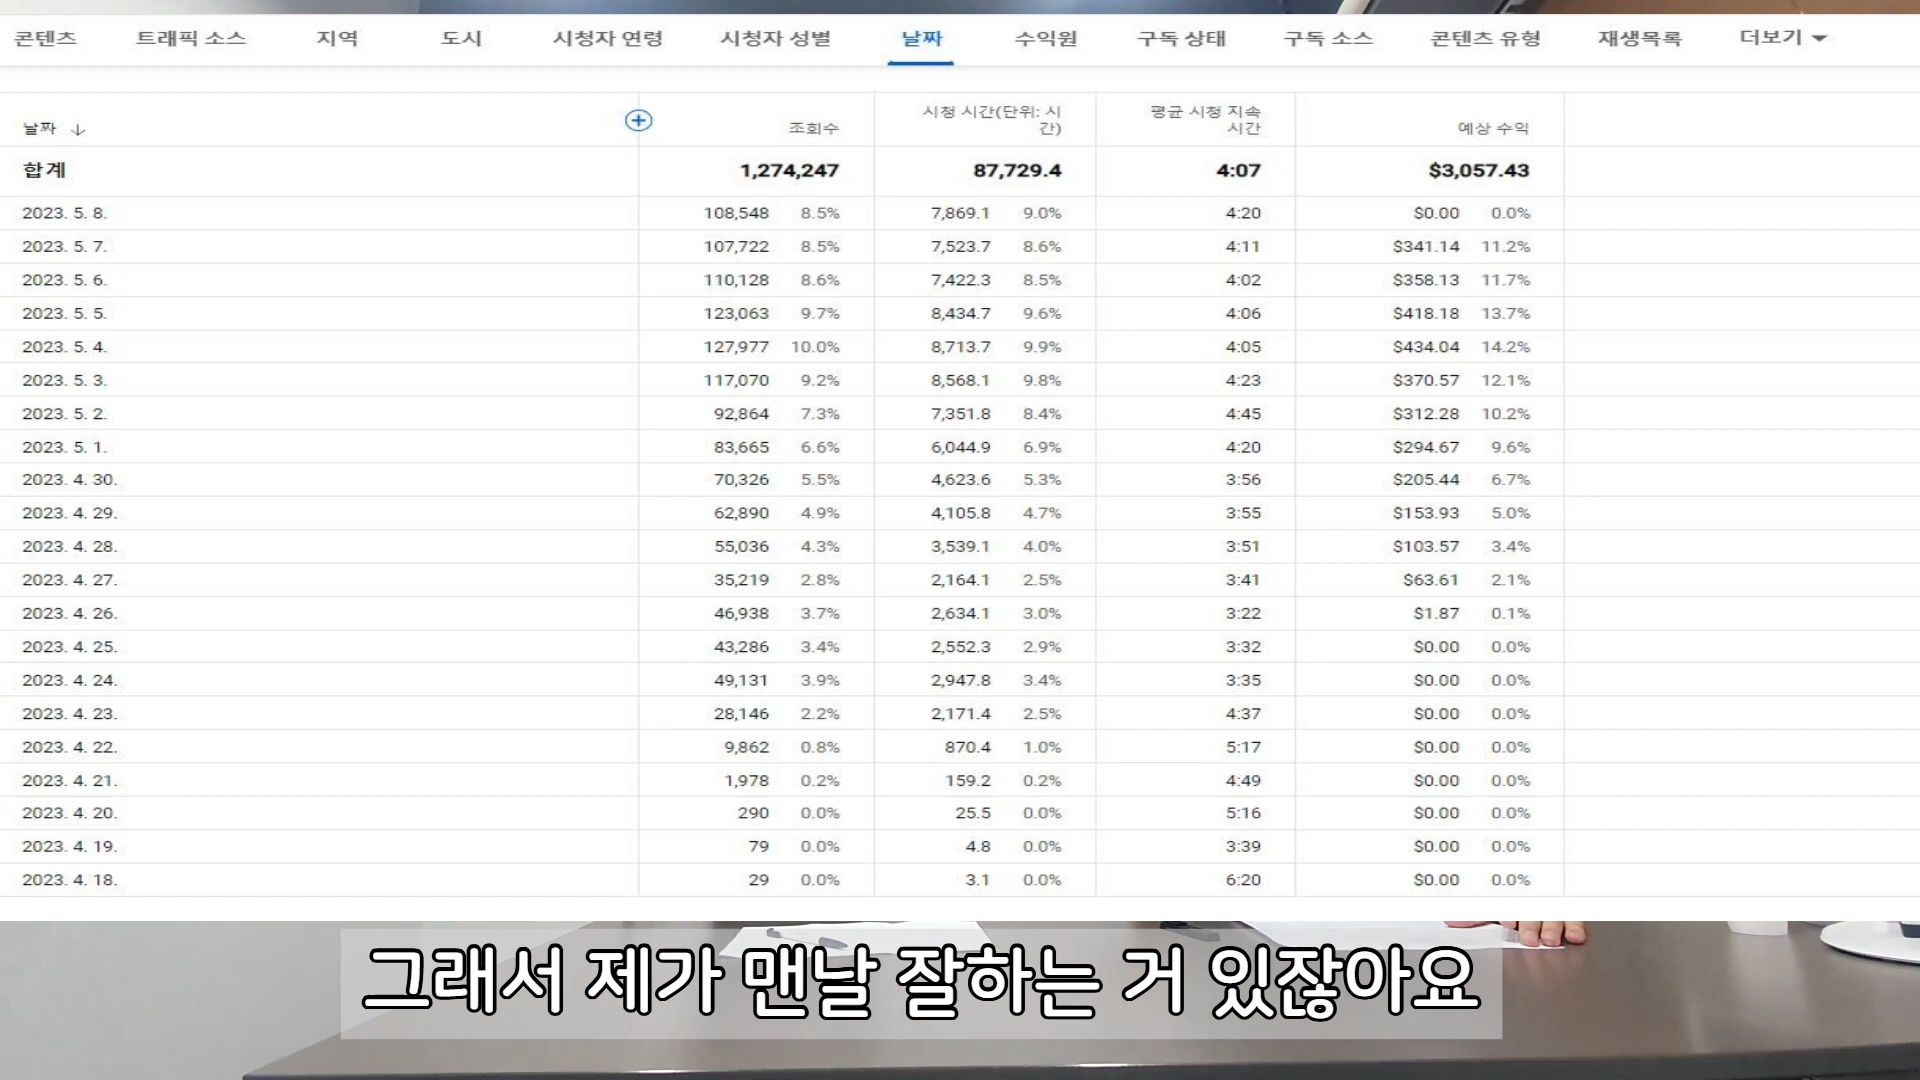 콘텐츠 트래픽 소스 지역 도시 시청자 연령 시청자 성별 날짜 수익원 구독 상태 구독 소스 콘텐츠 유형 재생목록 더보기
날짜 ↓ 조회수 시청 시간(단위: 시간) 평균 시청 지속 시간 예상 수익
합계 1,274,247 87,729.4 4:07 $3,057.43
2023. 5. 8. 108,548 8.5% 7,869.1 9.0% 4:20 $0.00 0.0%
2023. 5. 7. 107,722 8.5% 7,523.7 8.6% 4:11 $341.14 11.2%
2023. 5. 6. 110,128 8.6% 7,422.3 8.5% 4:02 $358.13 11.7%
2023. 5. 5. 123,063 9.7% 8,434.7 9.6% 4:06 $418.18 13.7%
2023. 5. 4. 127,977 10.0% 8,713.7 9.9% 4:05 $434.04 14.2%
2023. 5. 3. 117,070 9.2% 8,568.1 9.8% 4:23 $370.57 12.1%
2023. 5. 2. 92,864 7.3% 7,351.8 8.4% 4:45 $312.28 10.2%
2023. 5. 1. 83,665 6.6% 6,044.9 6.9% 4:20 $294.67 9.6%
2023. 4. 30. 70,326 5.5% 4,623.6 5.3% 3:56 $205.44 6.7%
2023. 4. 29. 62,890 4.9% 4,105.8 4.7% 3:55 $153.93 5.0%
2023. 4. 28. 55,036 4.3% 3,539.1 4.0% 3:51 $103.57 3.4%
2023. 4. 27. 35,219 2.8% 2,164.1 2.5% 3:41 $63.61 2.1%
2023. 4. 26. 46,938 3.7% 2,634.1 3.0% 3:22 $1.87 0.1%
2023. 4. 25. 43,286 3.4% 2,552.3 2.9% 3:32 $0.00 0.0%
2023. 4. 24. 49,131 3.9% 2,947.8 3.4% 3:35 $0.00 0.0%
2023. 4. 23. 28,146 2.2% 2,171.4 2.5% 4:37 $0.00 0.0%
2023. 4. 22. 9,862 0.8% 870.4 1.0% 5:17 $0.00 0.0%
2023. 4. 21. 1,978 0.2% 159.2 0.2% 4:49 $0.00 0.0%
2023. 4. 20. 290 0.0% 25.5 0.0% 5:16 $0.00 0.0%
2023. 4. 19. 79 0.0% 4.8 0.0% 3:39 $0.00 0.0%
2023. 4. 18. 29 0.0% 3.1 0.0% 6:20 $0.00 0.0%
그래서 제가 맨날 잘하는 거 있잖아요